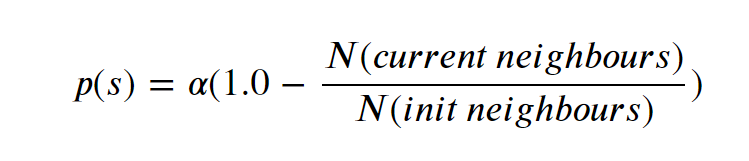 p(s) = α(1.0 − N(current neighbours) / N(init neighbours))